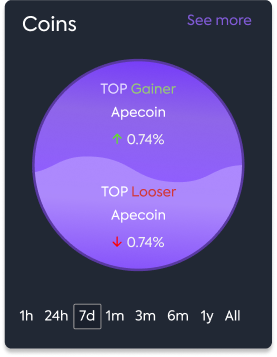 Coins See more
TOP Gainer
Apecoin
↑ 0.74%
TOP Looser
Apecoin
↓ 0.74%
1h 24h 7d 1m 3m 6m 1y All